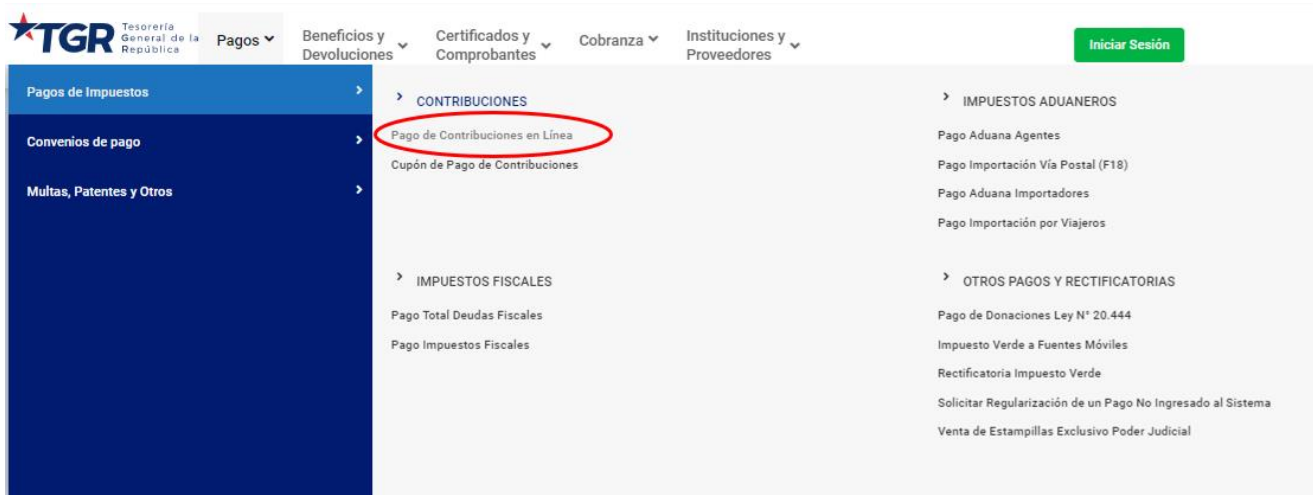 TGR
Tesorería
General de la
República
Pagos
Beneficios y
Devoluciones
Certificados y
Comprobantes
Cobranza
Instituciones y
Proveedores
Iniciar Sesión
Pagos de Impuestos
Convenios de pago
Multas, Patentes y Otros
CONTRIBUCIONES
Pago de Contribuciones en Línea
Cupón de Pago de Contribuciones
IMPUESTOS ADUANEROS
Pago Aduana Agentes
Pago Importación Vía Postal (F18)
Pago Aduana Importadores
Pago Importación por Viajeros
IMPUESTOS FISCALES
Pago Total Deudas Fiscales
Pago Impuestos Fiscales
OTROS PAGOS Y RECTIFICATORIAS
Pago de Donaciones Ley N° 20.444
Impuesto Verde a Fuentes Móviles
Rectificatoria Impuesto Verde
Solicitar Regularización de un Pago No Ingresado al Sistema
Venta de Estampillas Exclusivo Poder Judicial